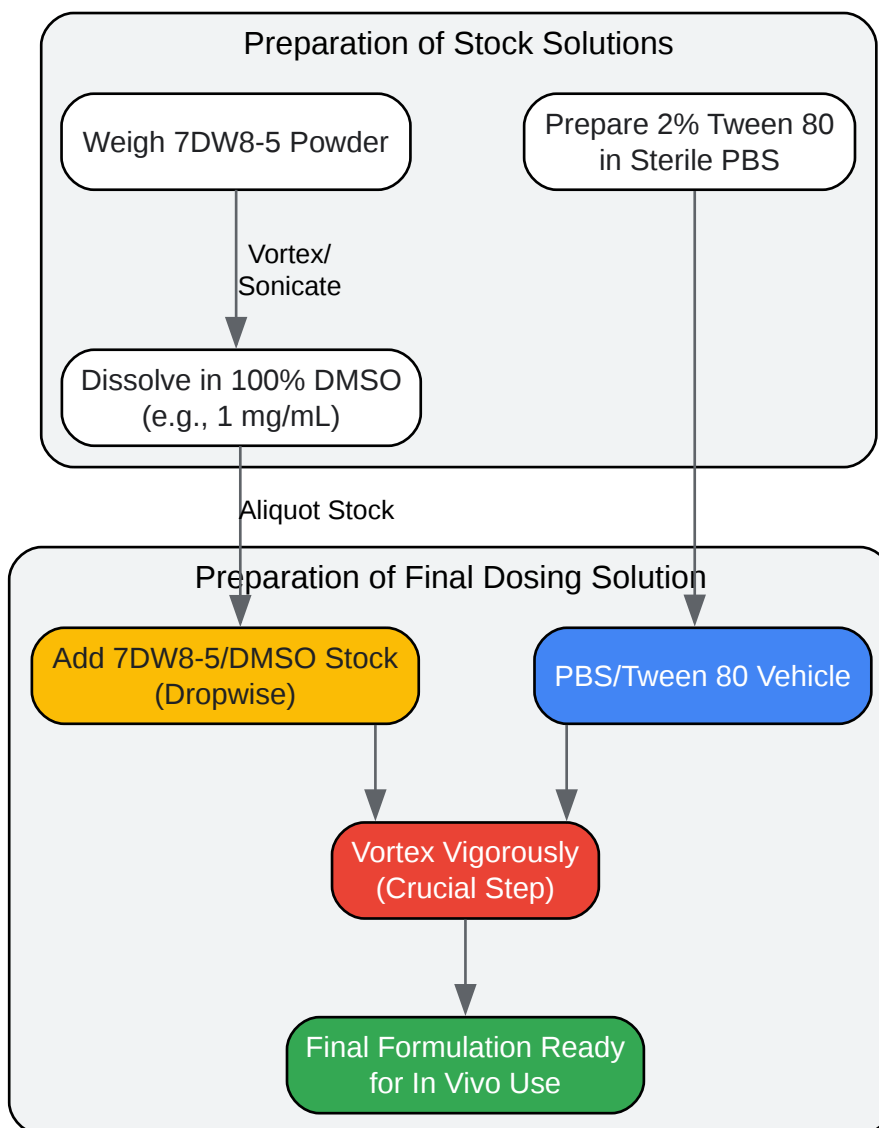 Preparation of Stock Solutions
Weigh 7DW8-5 Powder
Prepare 2% Tween 80
in Sterile PBS
Vortex/
Sonicate
Dissolve in 100% DMSO
(e.g., 1 mg/mL)
Aliquot Stock
Preparation of Final Dosing Solution
Add 7DW8-5/DMSO Stock
(Dropwise)
PBS/Tween 80 Vehicle
Vortex Vigorously
(Crucial Step)
Final Formulation Ready
for In Vivo Use